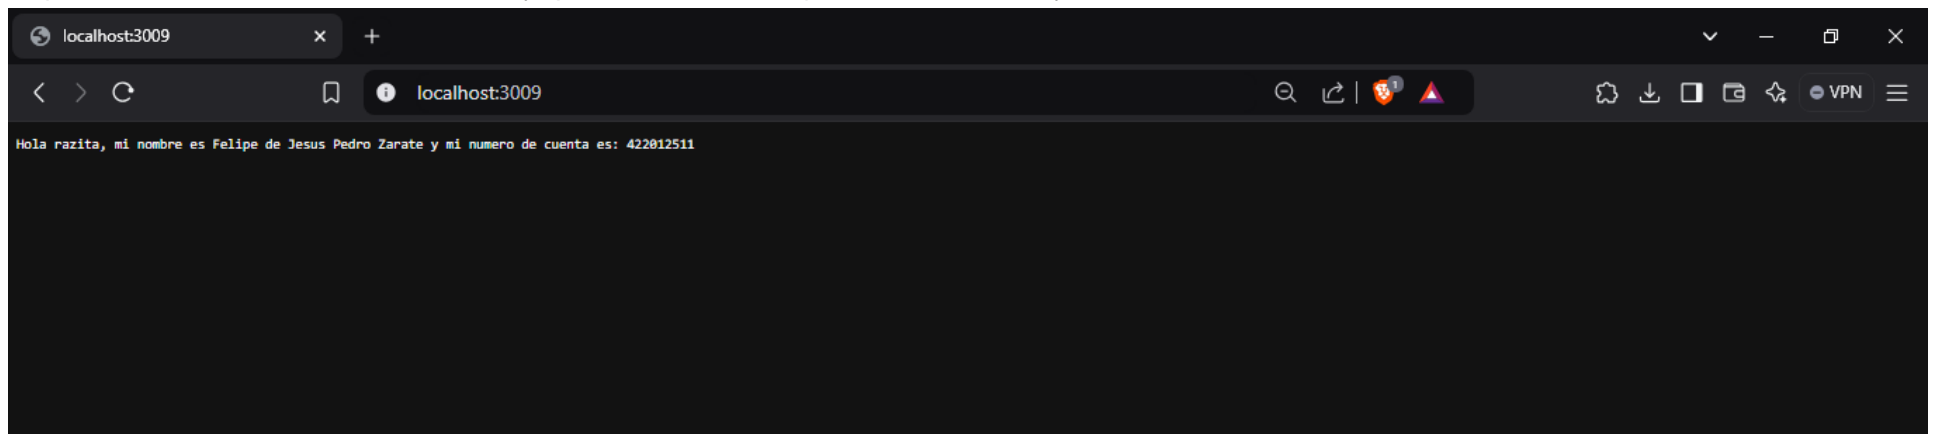 localhost:3009
localhost:3009
1
VPN
Hola razita, mi nombre es Felipe de Jesus Pedro Zarate y mi numero de cuenta es: 422012511